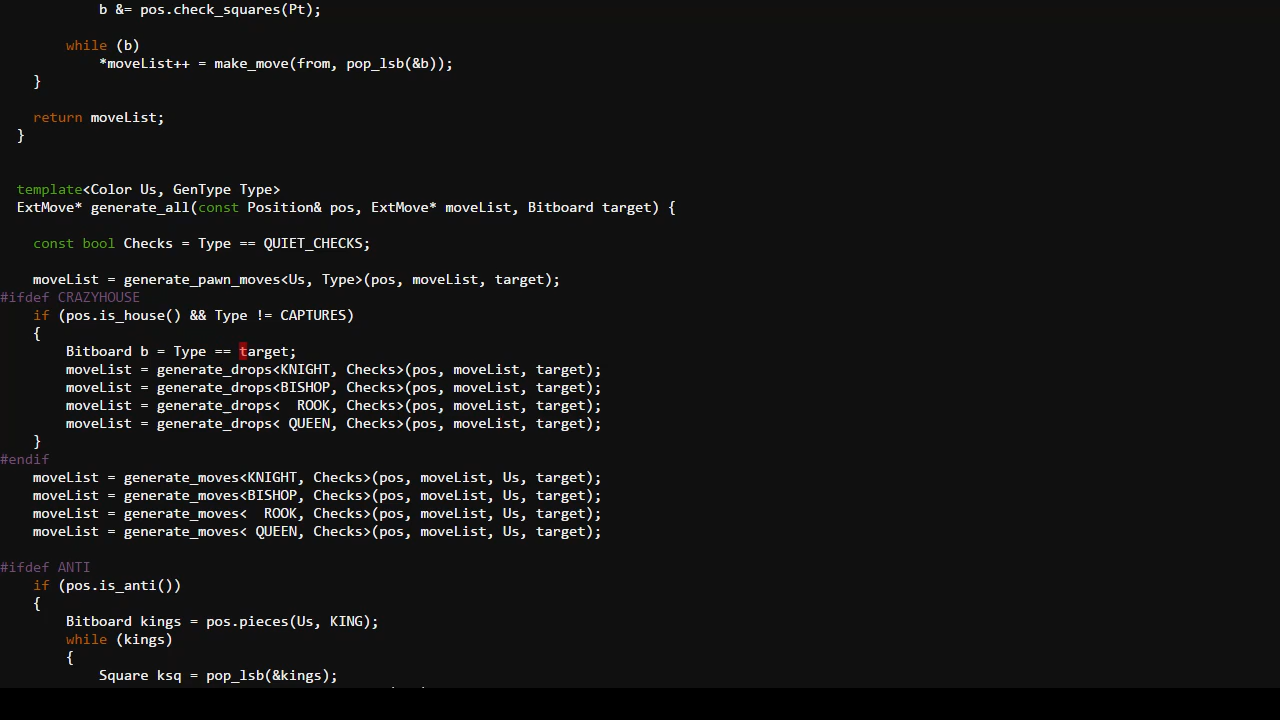 b &= pos.check_squares(Pt);
while (b)
*moveList++ = make_move(from, pop_lsb(&b));
}
return moveList;
}
template<Color Us, GenType Type>
ExtMove* generate_all(const Position& pos, ExtMove* moveList, Bitboard target) {
const bool Checks = Type == QUIET_CHECKS;
moveList = generate_pawn_moves<Us, Type>(pos, moveList, target);
#ifdef CRAZYHOUSE
if (pos.is_house() && Type != CAPTURES)
{
Bitboard b = Type == target;
moveList = generate_drops<KNIGHT, Checks>(pos, moveList, target);
moveList = generate_drops<BISHOP, Checks>(pos, moveList, target);
moveList = generate_drops<  ROOK, Checks>(pos, moveList, target);
moveList = generate_drops< QUEEN, Checks>(pos, moveList, target);
}
#endif
moveList = generate_moves<KNIGHT, Checks>(pos, moveList, Us, target);
moveList = generate_moves<BISHOP, Checks>(pos, moveList, Us, target);
moveList = generate_moves<  ROOK, Checks>(pos, moveList, Us, target);
moveList = generate_moves< QUEEN, Checks>(pos, moveList, Us, target);
#ifdef ANTI
if (pos.is_anti())
{
Bitboard kings = pos.pieces(Us, KING);
while (kings)
{
Square ksq = pop_lsb(&kings);